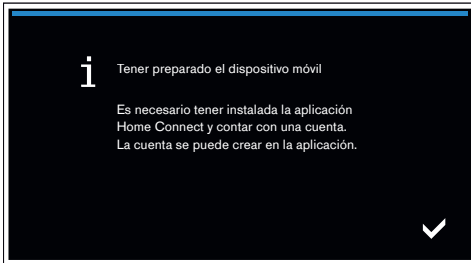 i
Tener preparado el dispositivo móvil
Es necesario tener instalada la aplicación
Home Connect y contar con una cuenta.
La cuenta se puede crear en la aplicación.